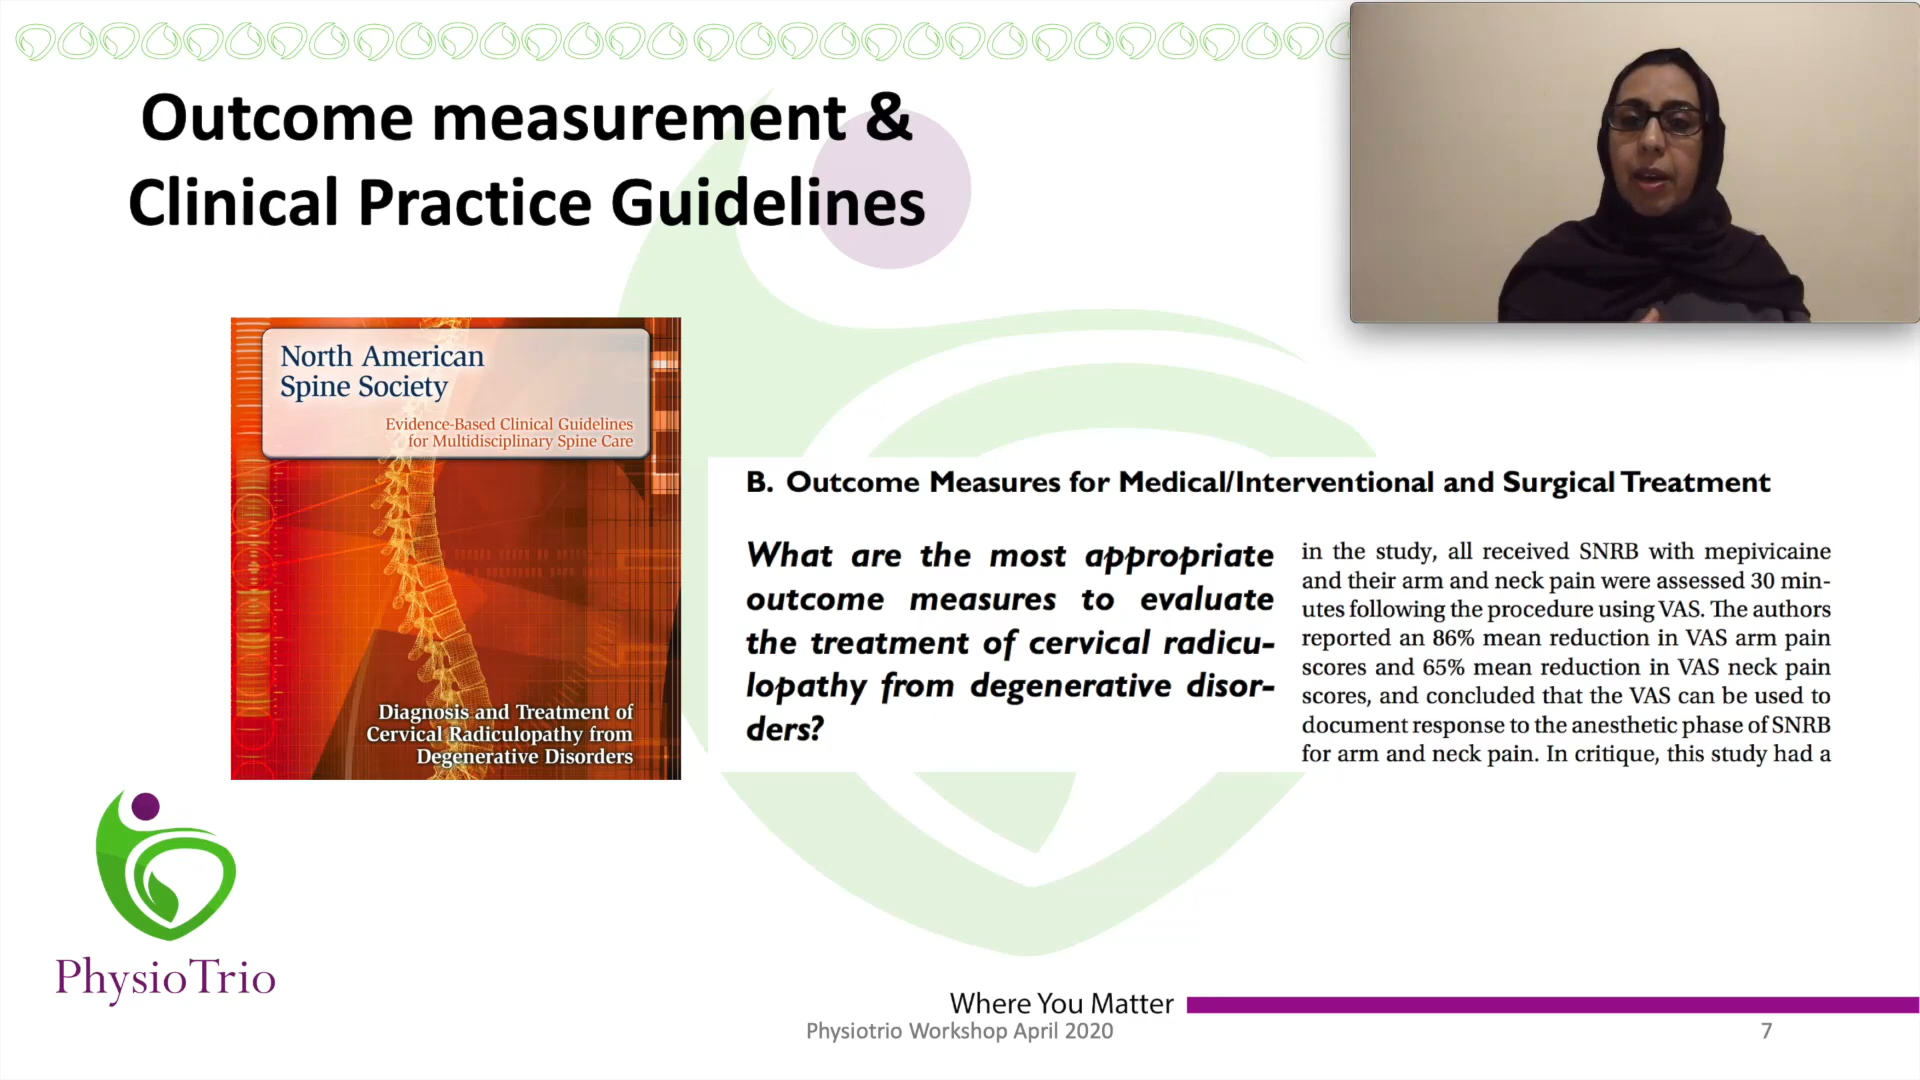 Outcome measurement &
Clinical Practice Guidelines
North American
Spine Society
Evidence-Based Clinical Guidelines
for Multidisciplinary Spine Care
Diagnosis and Treatment of
Cervical Radiculopathy from
Degenerative Disorders
B. Outcome Measures for Medical/Interventional and Surgical Treatment
What are the most appropriate
outcome measures to evaluate
the treatment of cervical radicu-
lopathy from degenerative disor-
ders?
in the study, all received SNRB with mepivicaine
and their arm and neck pain were assessed 30 min-
utes following the procedure using VAS. The authors
reported an 86% mean reduction in VAS arm pain
scores and 65% mean reduction in VAS neck pain
scores, and concluded that the VAS can be used to
document response to the anesthetic phase of SNRB
for arm and neck pain. In critique, this study had a
PhysioTrio
Where You Matter
Physiotrio Workshop April 2020
7